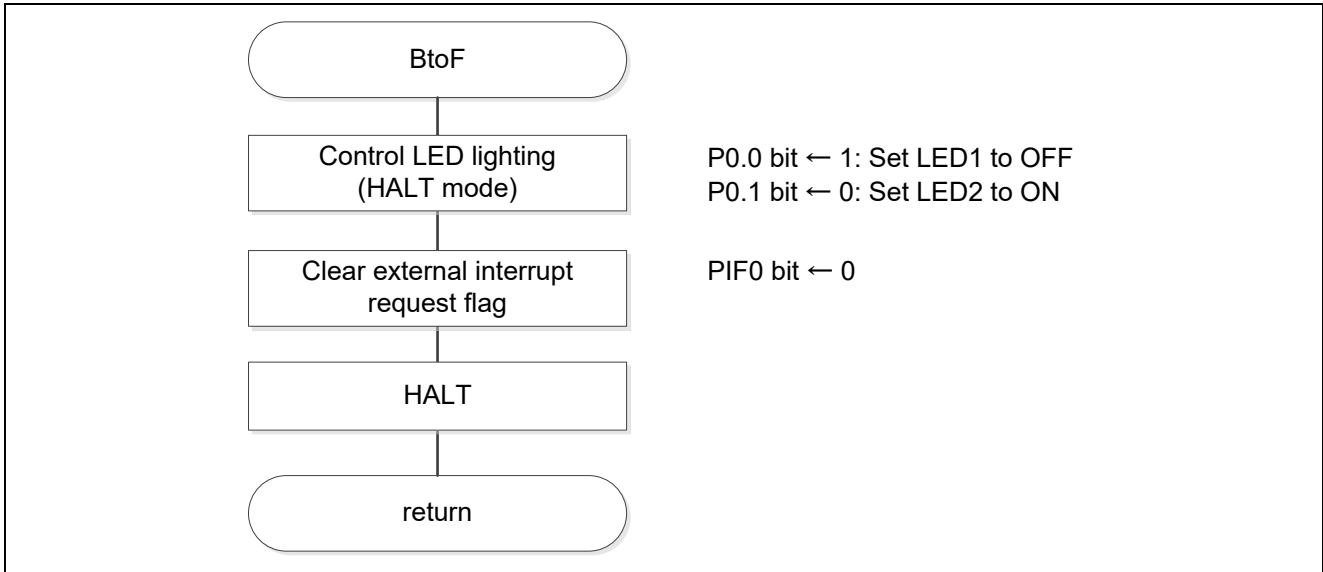 BtoF
Control LED lighting
(HALT mode)
P0.0 bit ← 1: Set LED1 to OFF
P0.1 bit ← 0: Set LED2 to ON
Clear external interrupt
request flag
PIF0 bit ← 0
HALT
return